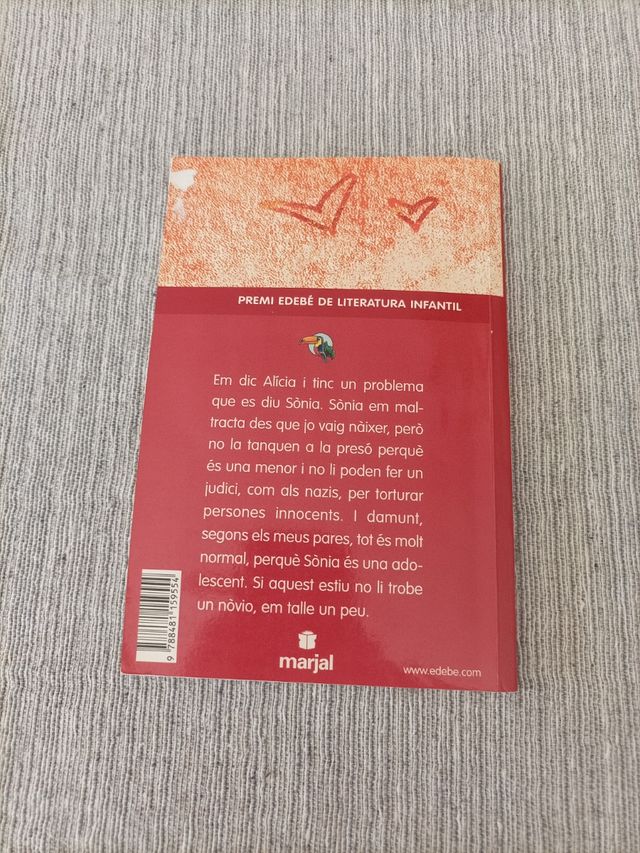 PREMI EDEBÉ DE LITERATURA INFANTIL
Em dic Alícia i tinc un problema
que es diu Sònia. Sònia em mal-
tracta des que jo vaig nàixer, però
no la tanquen a la presó perquè
és una menor i no li poden fer un
judici, com als nazis, per torturar
persones innocents. I damunt,
segons els meus pares, tot és molt
normal, perquè Sònia és una ado-
lescent. Si aquest estiu no li trobe
un nòvio, em talle un peu.
9 788481 159554
marjal
www.edebe.com